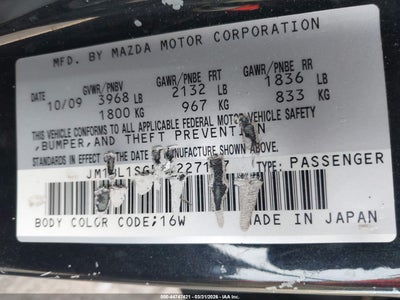 MFD. BY MAZDA MOTOR CORPORATION
GVWR/PNBV GAWR/PNBE FRT GAWR/PNBE RR
10/09 3968 LB 2132 LB 1836 LB
1800 KG 967 KG 833 KG
THIS VEHICLE CONFORMS TO ALL APPLICABLE FEDERAL MOTOR VEHICLE SAFETY
,BUMPER,AND THEFT PREVENTION
STANDARDS IN EFFECT ON THE DATE OF MANUFACTURE SHOWN ABOVE.
TYPE: PASSENGER
BODY COLOR CODE;16W MADE IN JAPAN